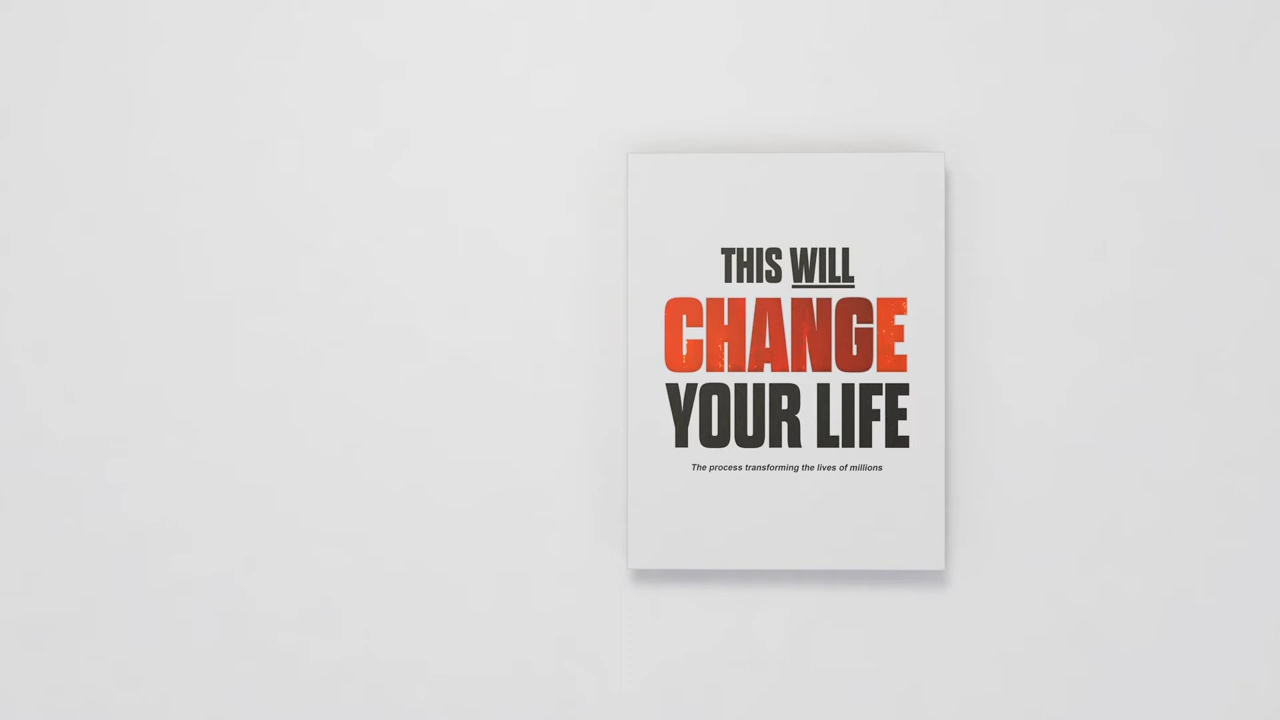 THIS WILL
CHANGE
YOUR LIFE
The process transforming the lives of millions